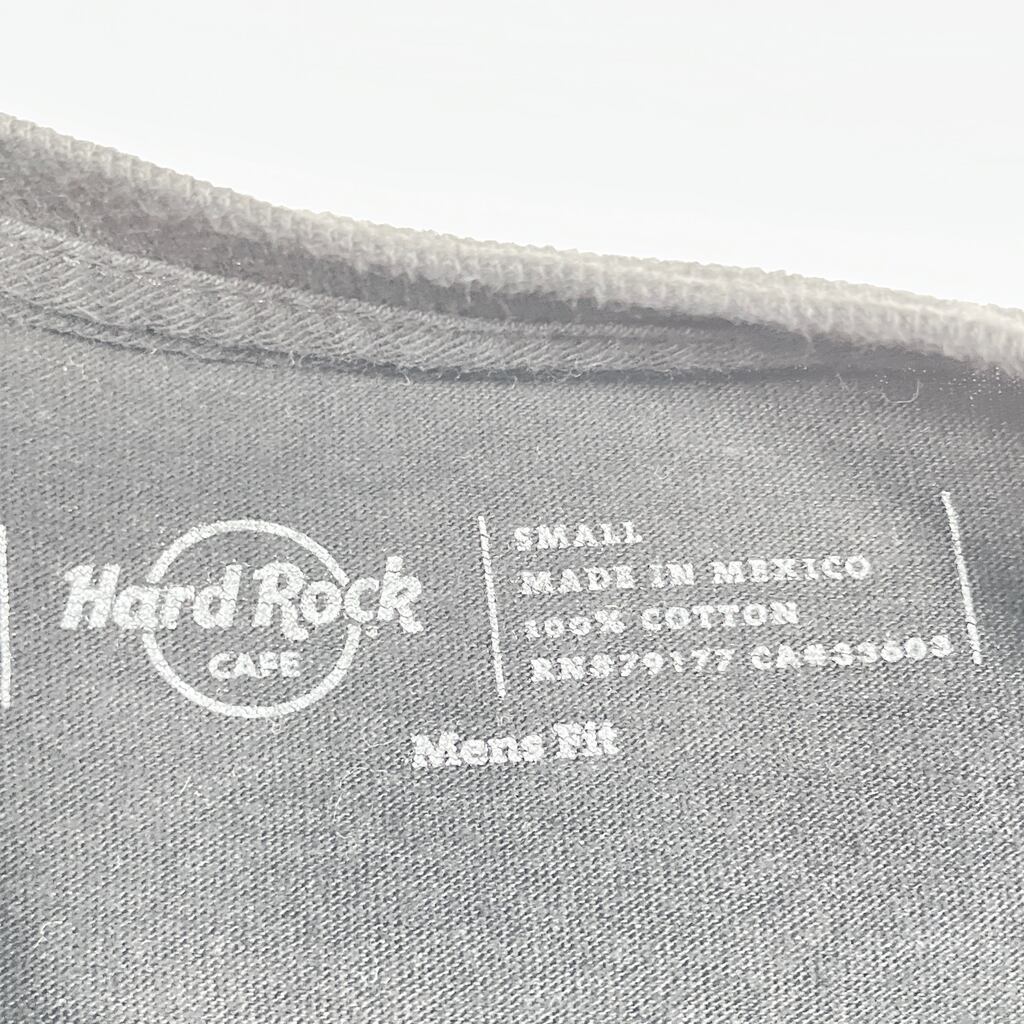 Hard Rock
CAFE
SMALL
MADE IN MEXICO
100% COTTON
RN#79177 CA#33603
Mens Fit